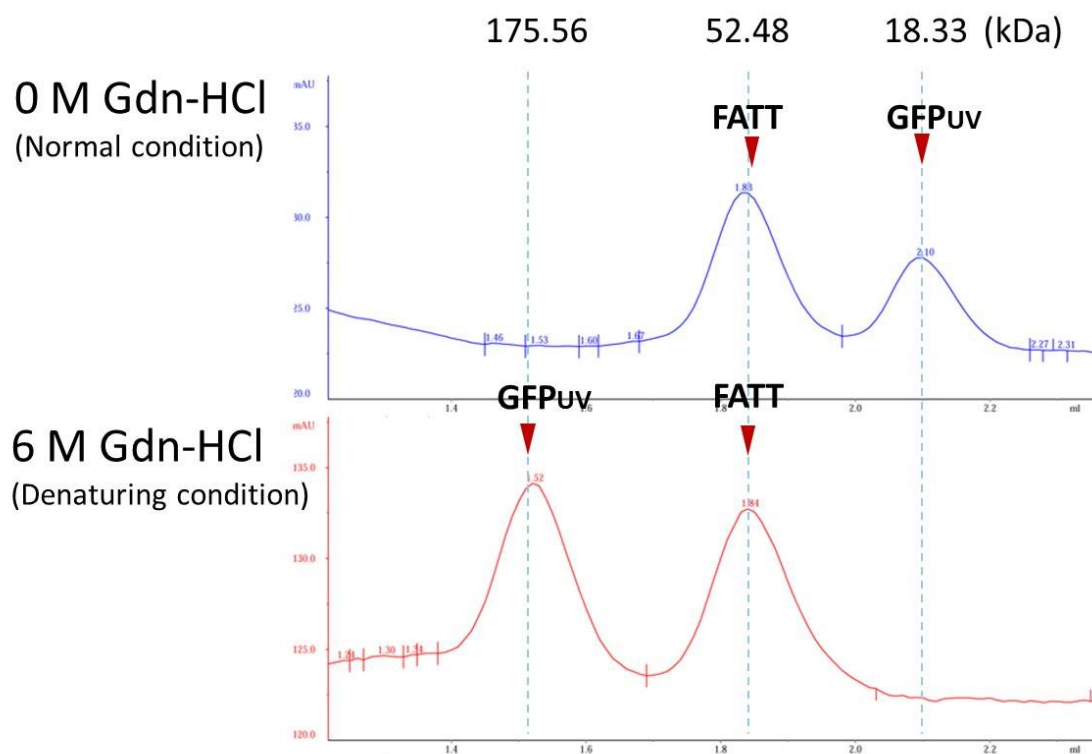 175.56 52.48 18.33 (kDa)
0 M Gdn-HCl
(Normal condition)
mAU
FATT GFPUV
35.0
1.83
30.0
2.10
25.0
1.46 1.53 1.60 1.67 2.27 2.31
20.0
1.4 1.6 1.8 2.0 2.2 ml
GFPUV FATT
6 M Gdn-HCl
(Denaturing condition)
mAU
135.0
1.52
1.84
130.0
125.0
1.30
120.0
1.4 1.6 1.8 2.0 2.2 ml